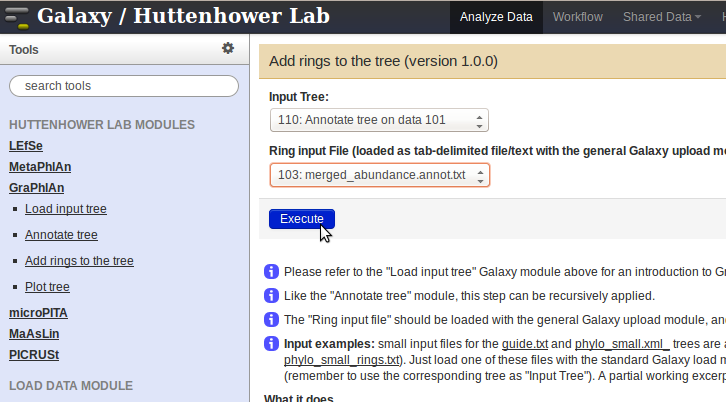 Galaxy / Huttenhower Lab
Analyze Data
Workflow
Shared Data
Tools
search tools
HUTTENHOWER LAB MODULES
LEfSe
MetaPhlAn
GraPhlAn
Load input tree
Annotate tree
Add rings to the tree
Plot tree
microPITA
MaAsLin
PICRUSt
LOAD DATA MODULE
Add rings to the tree (version 1.0.0)
Input Tree:
110: Annotate tree on data 101
Ring input File (loaded as tab-delimited file/text with the general Galaxy upload
103: merged_abundance.annot.txt
Execute
Please refer to the "Load input tree" Galaxy module above for an introduction to
Like the "Annotate tree" module, this step can be recursively applied.
The "Ring input file" should be loaded with the general Galaxy upload module,
Input examples: small input files for the guide.txt and phylo_small.xml_ trees are
phylo_small_rings.txt). Just load one of these files with the standard Galaxy load
(remember to use the corresponding tree as "Input Tree"). A partial working
What it does